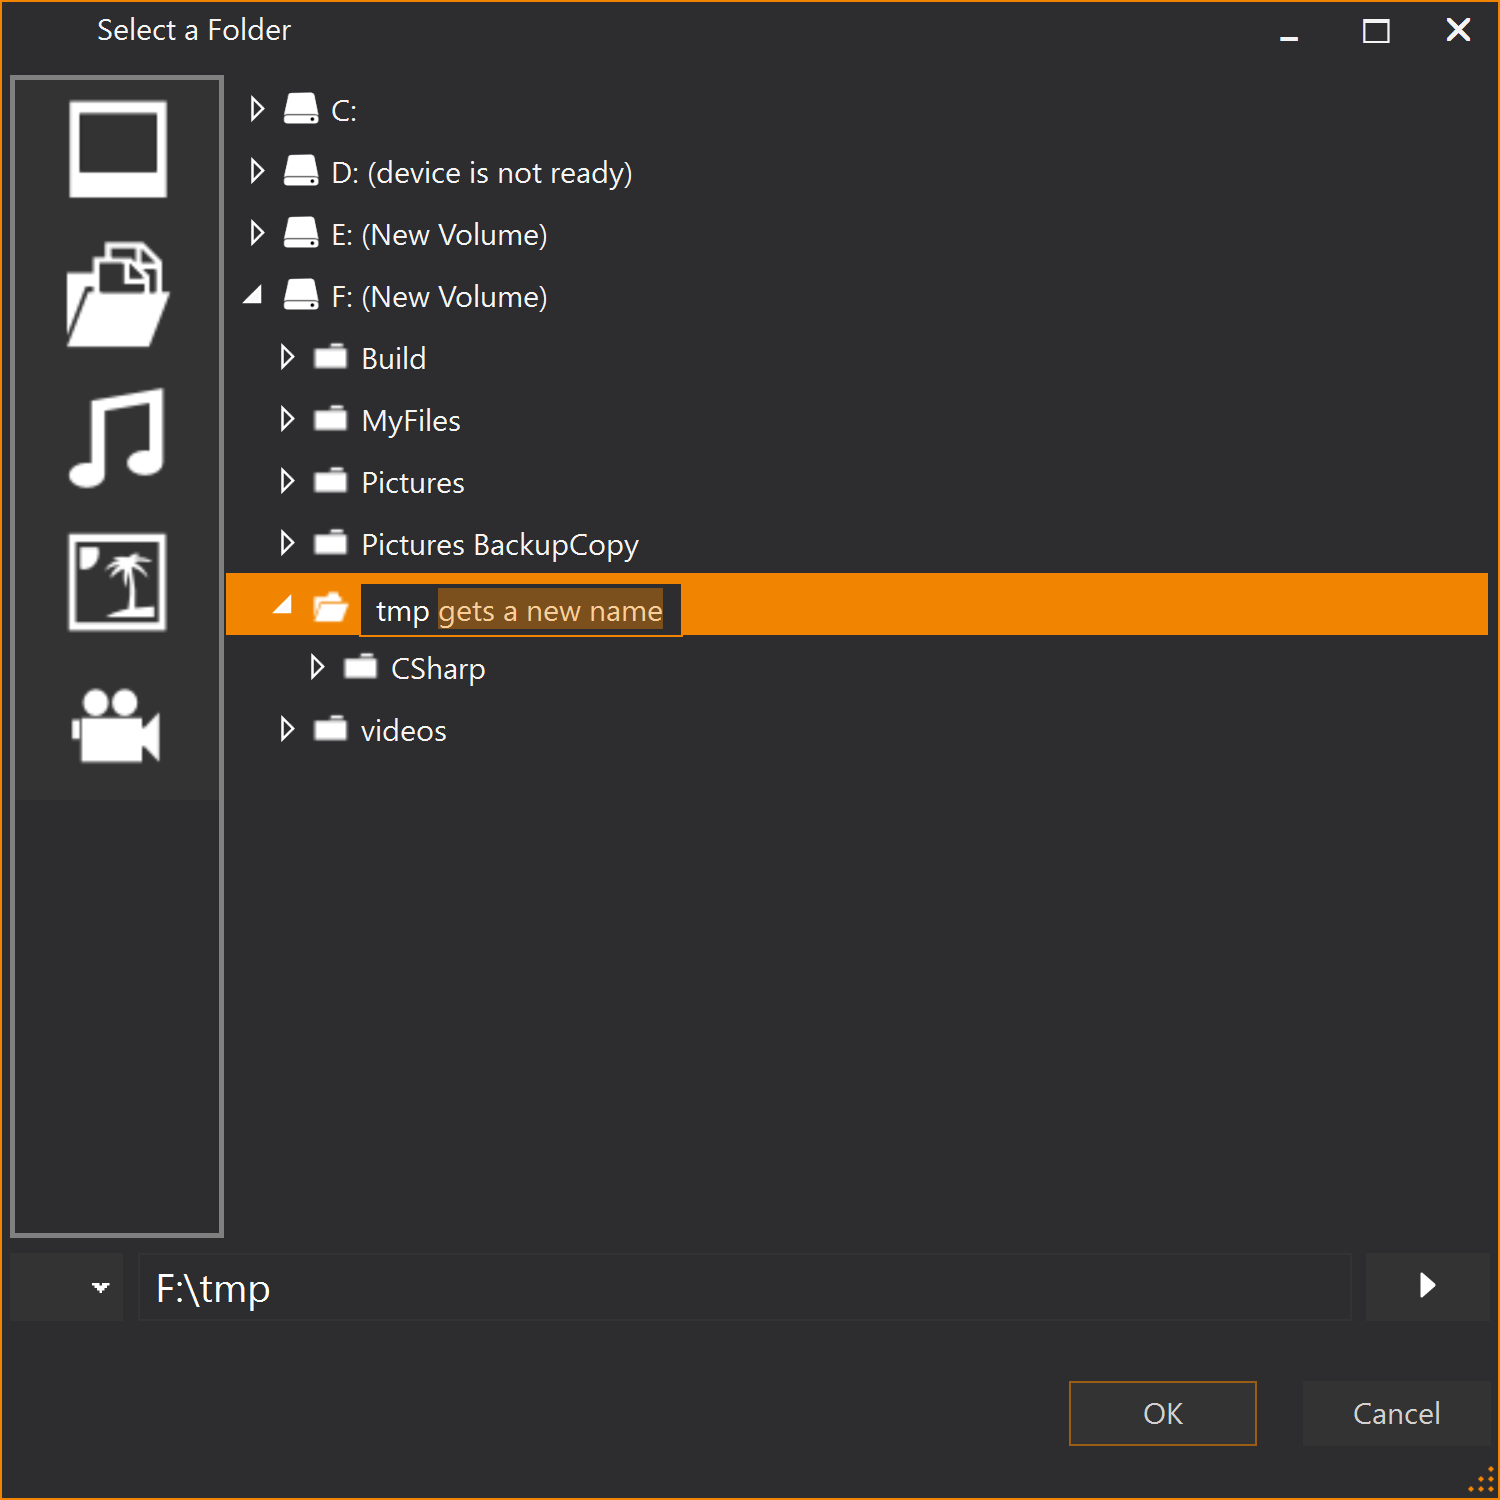 Select a Folder
C:
D: (device is not ready)
E: (New Volume)
F: (New Volume)
Build
MyFiles
Pictures
Pictures BackupCopy
tmp gets a new name
CSharp
videos
F:\tmp
OK
Cancel